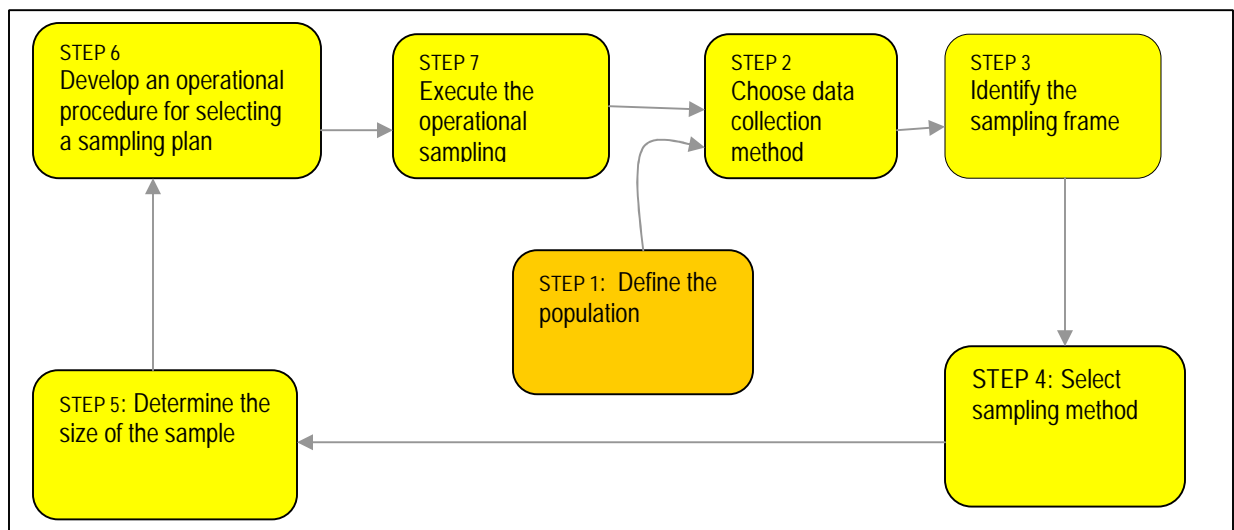 STEP 6
Develop an operational
procedure for selecting
a sampling plan
STEP 7
Execute the
operational
sampling
STEP 2
Choose data
collection
method
STEP 3
Identify the
sampling frame
STEP 1: Define the
population
STEP 5: Determine the
size of the sample
STEP 4: Select
sampling method